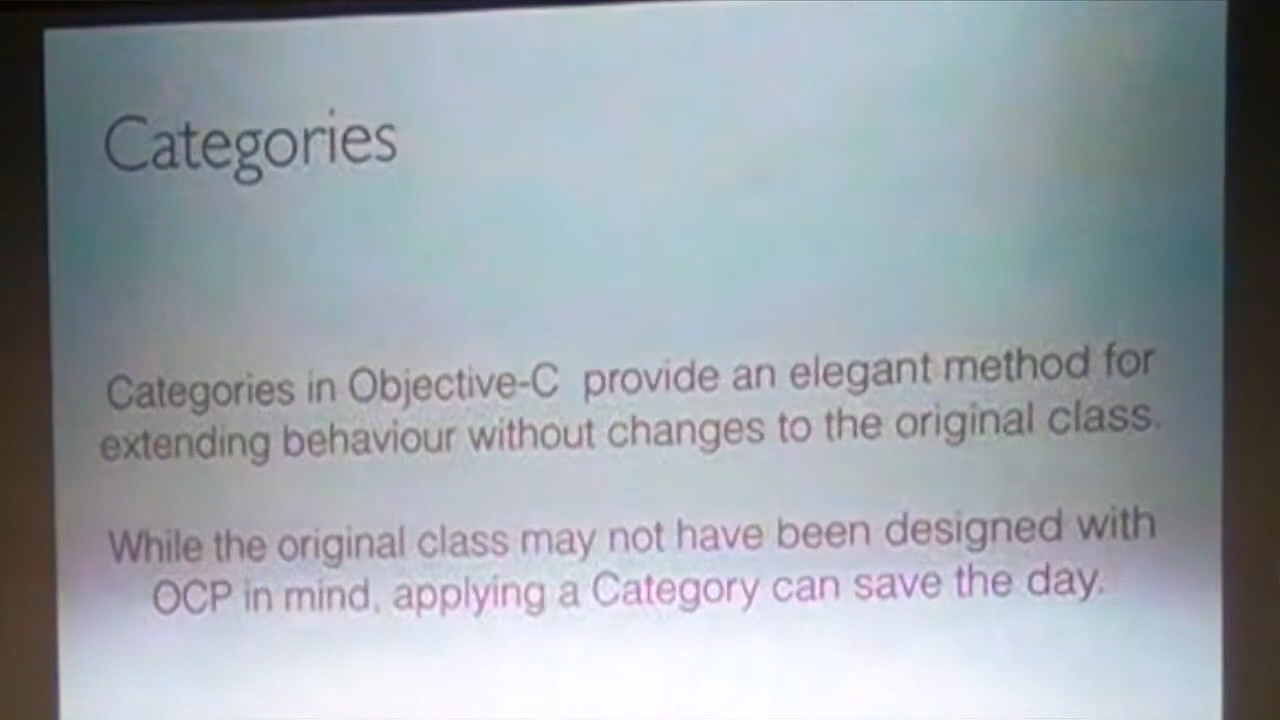 Categories
Categories in Objective-C provide an elegant method for
extending behaviour without changes to the original class.
While the original class may not have been designed with
OCP in mind, applying a Category can save the day.